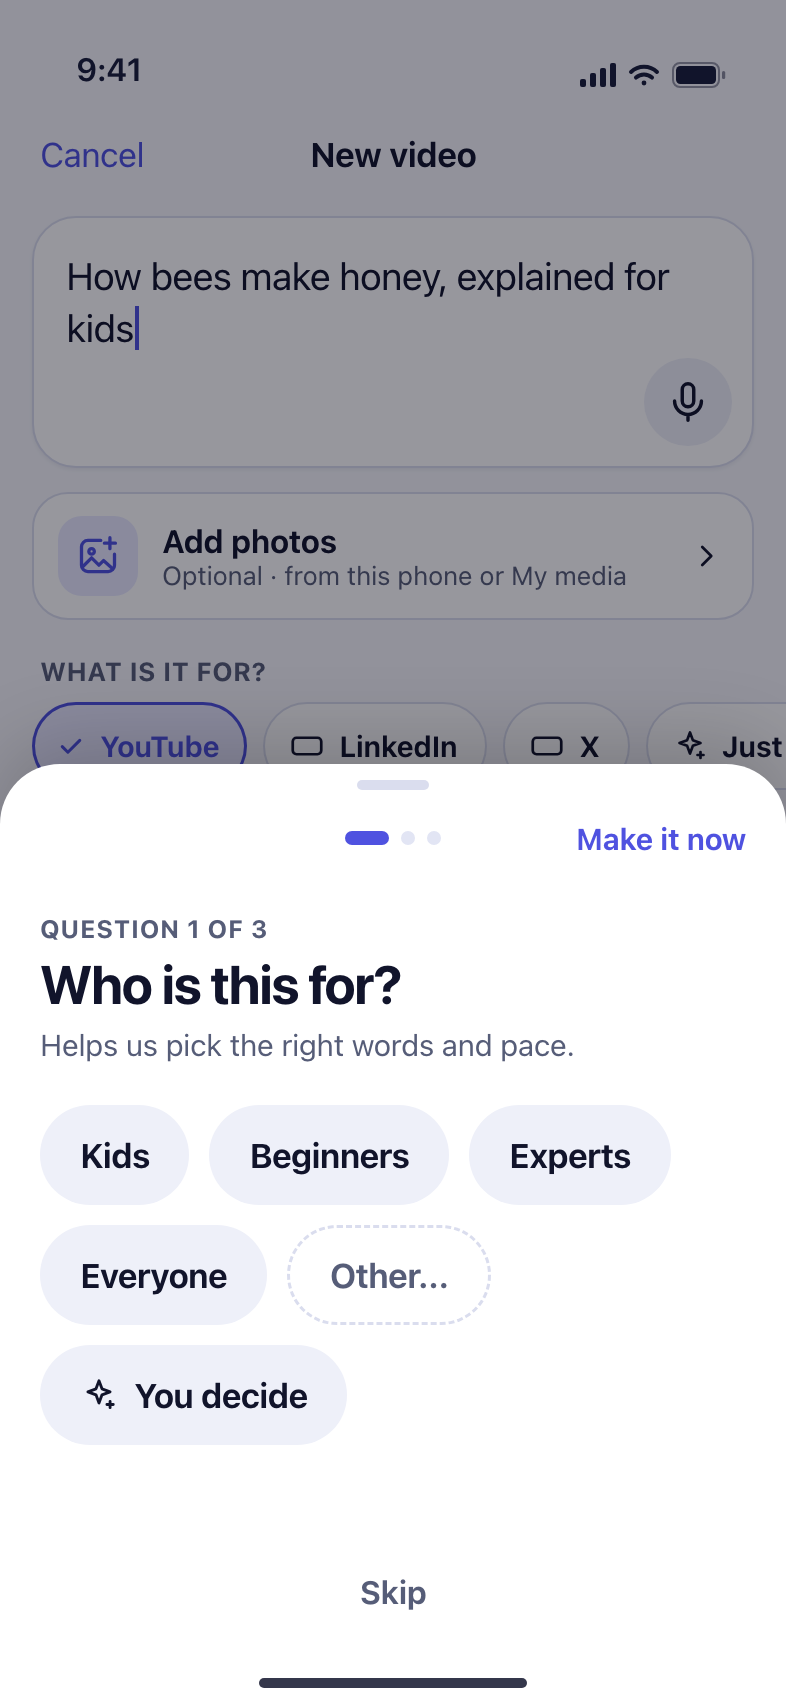 9:41
Cancel
New video
How bees make honey, explained for
kids
Add photos
Optional · from this phone or My media
WHAT IS IT FOR?
YouTube
LinkedIn
X
Just
Make it now
QUESTION 1 OF 3
Who is this for?
Helps us pick the right words and pace.
Kids
Beginners
Experts
Everyone
Other...
You decide
Skip